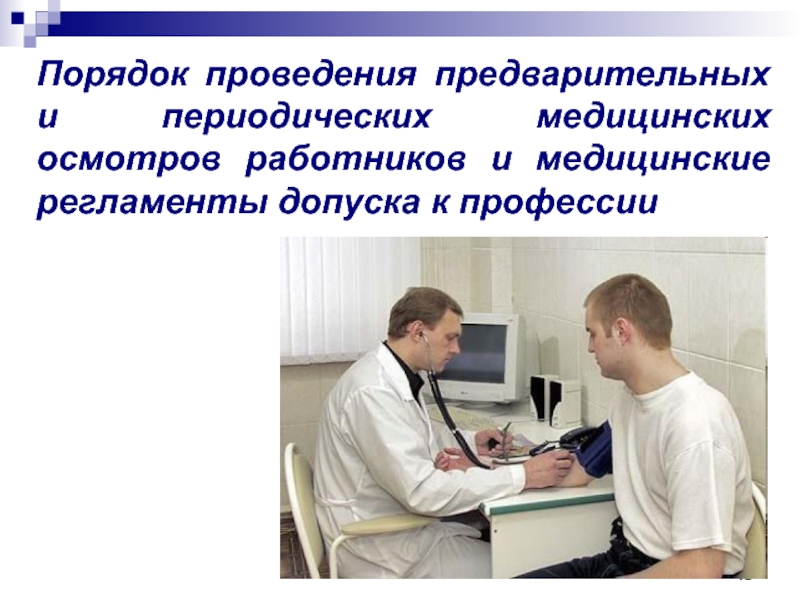 Порядок проведения предварительных
и периодических медицинских
осмотров работников и медицинские
регламенты допуска к профессии